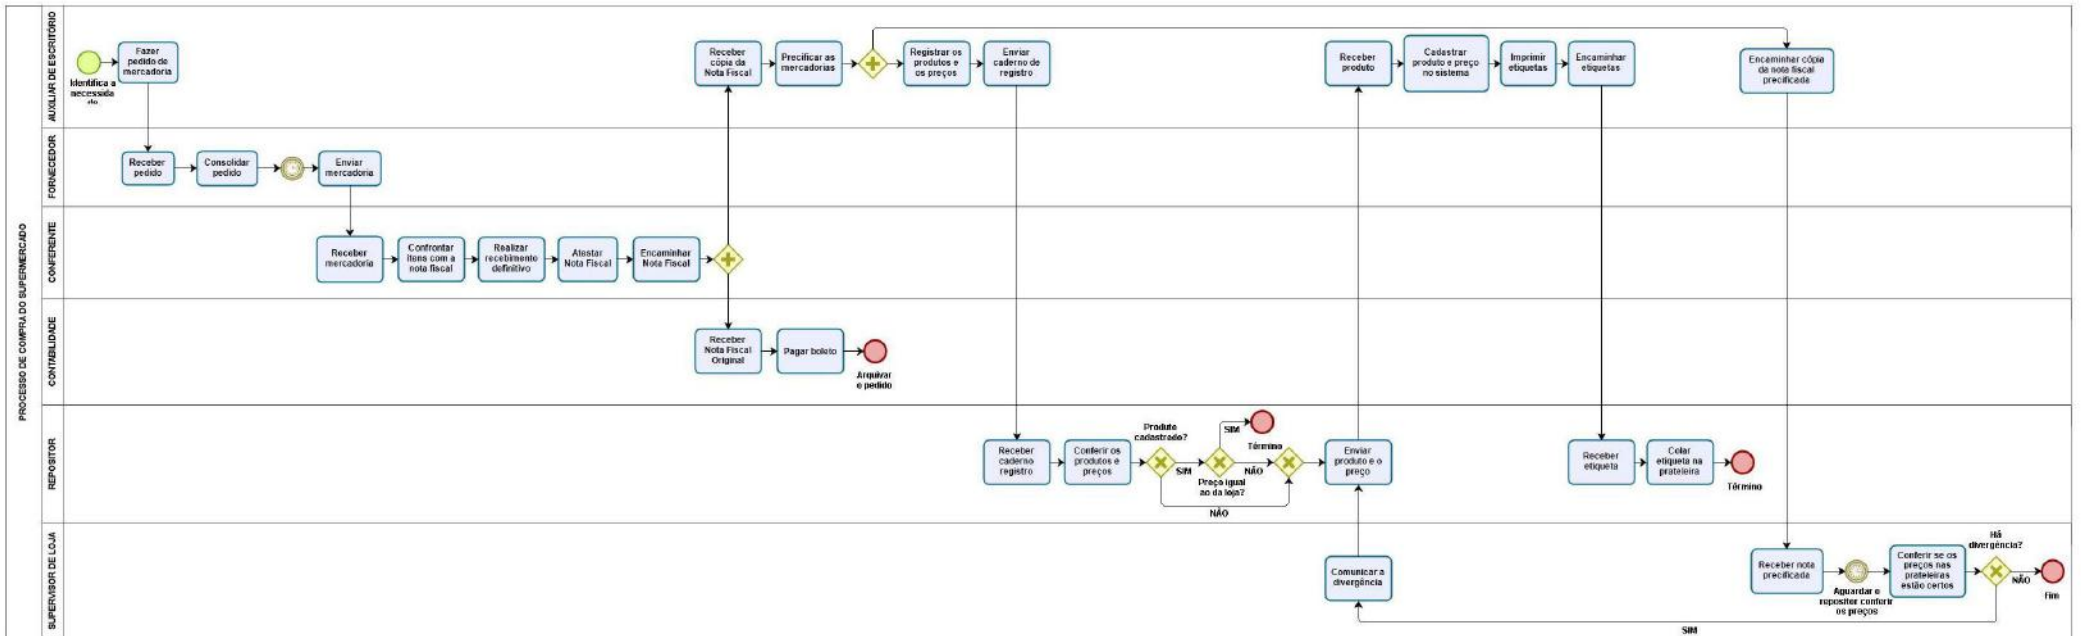 PROCESSO DE COMPRA DO SUPERMERCADO
AUXILIAR DE ESCRITÓRIO
Identifica a
necessida
do
Fazer
pedido de
mercadoria
Receber
cópia da
Nota Fiscal
Precificar as
mercadorias
Registrar os
produtos e
os preços
Enviar
caderno de
registro
Receber
produto
Cadastrar
produto e preço
no sistema
Imprimir
etiquetas
Encaminhar
etiquetas
Encaminhar cópia
da nota fiscal
precificada
FORNECEDOR
Receber
pedido
Consolidar
pedido
Enviar
mercadoria
CONFERENTE
Receber
mercadoria
Confrontar
itens com a
nota fiscal
Realizar
recebimento
definitivo
Atestar
Nota Fiscal
Encaminhar
Nota Fiscal
CONTABILIDADE
Receber
Nota Fiscal
Original
Pagar boleto
Arquivar
o pedido
REPOSITOR
Receber
caderno
registro
Conferir os
produtos e
preços
Produto
cadastrado?
SIM
NÃO
Preço igual
ao da loja?
SIM
Término
NÃO
Enviar
produto e o
preço
Receber
etiqueta
Colar
etiqueta na
prateleira
Término
SUPERVISOR DE LOJA
Comunicar a
divergência
Receber nota
precificada
Aguardar o
repositor conferir
os preços
Conferir se os
preços nas
prateleiras
estão certos
Há
divergência?
NÃO
Fim
SIM